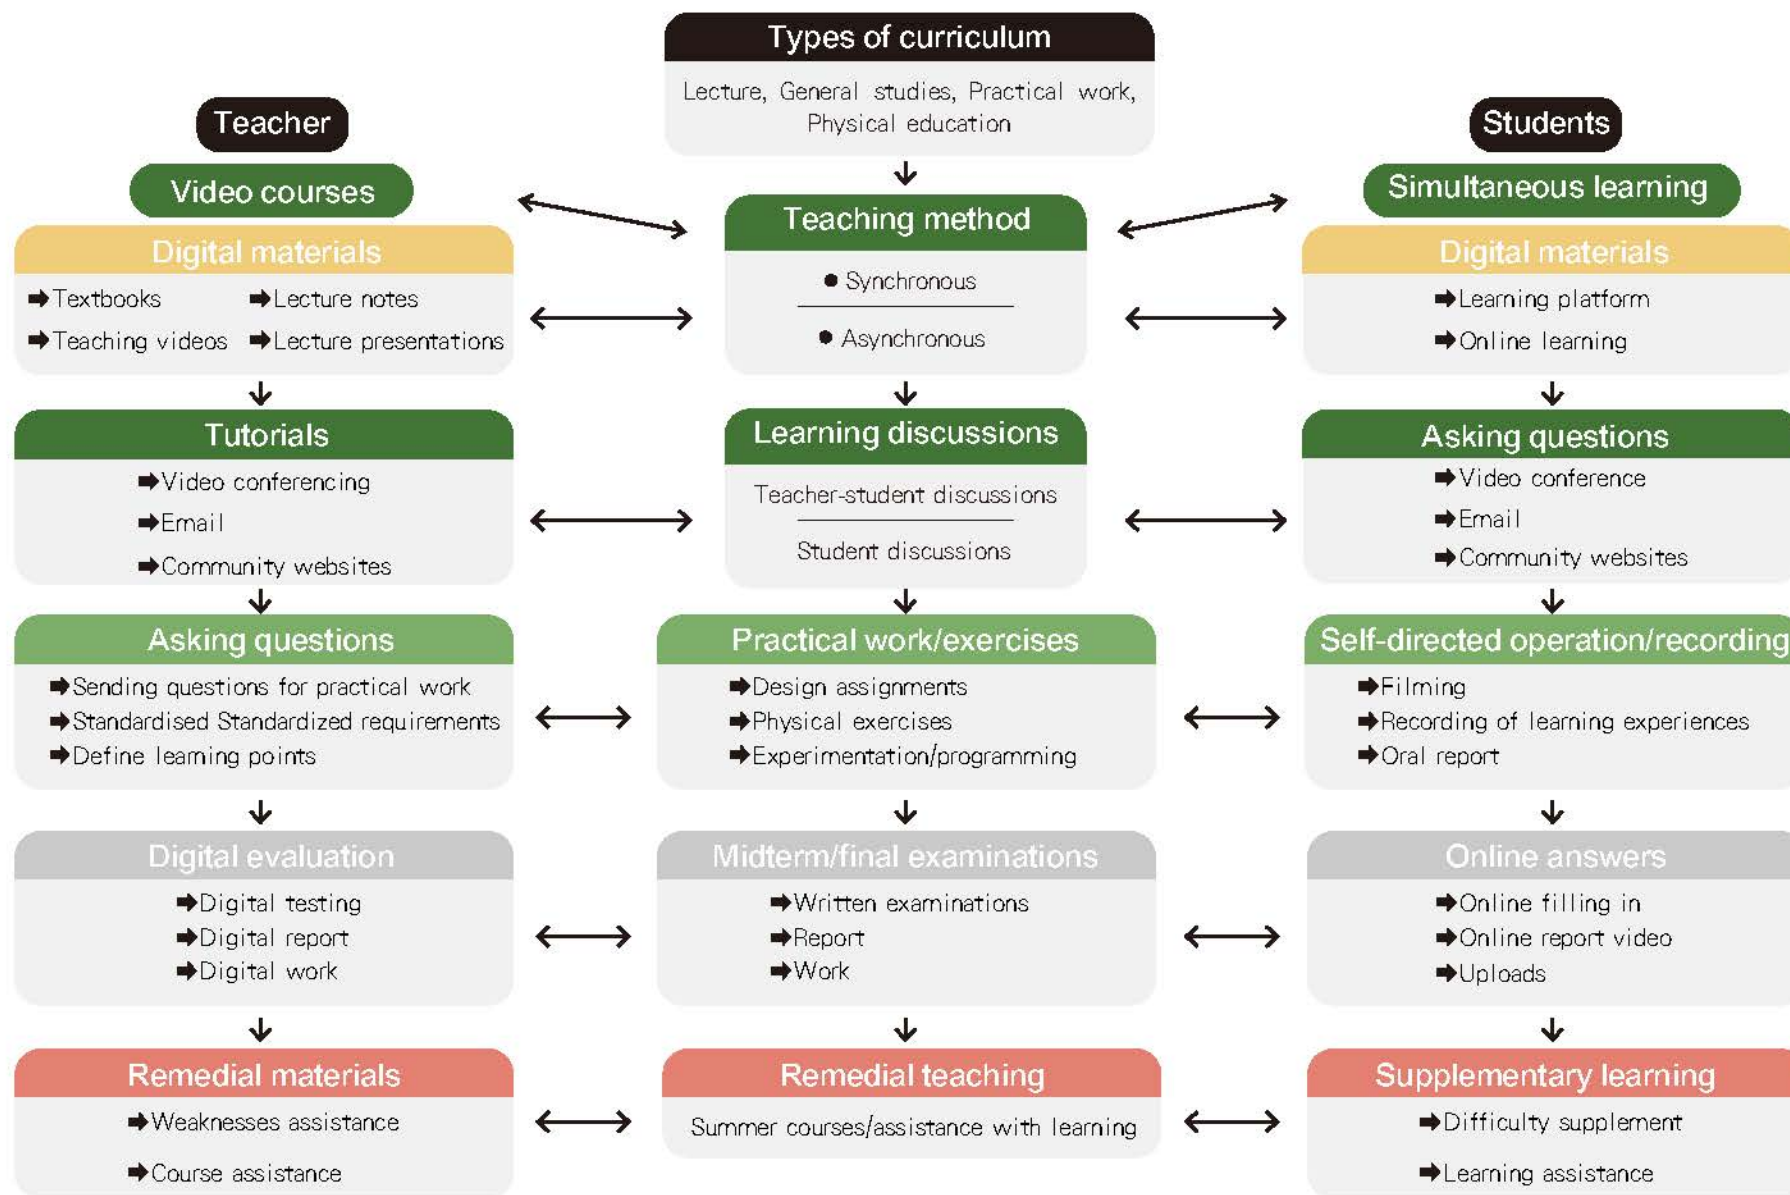 Types of curriculum
Lecture, General studies, Practical work,
Physical education
Teacher
Students
Video courses
Simultaneous learning
Digital materials
➡Textbooks ➡Lecture notes
➡Teaching videos ➡Lecture presentations
Teaching method
● Synchronous
● Asynchronous
Digital materials
➡Learning platform
➡Online learning
Tutorials
➡Video conferencing
➡Email
➡Community websites
Learning discussions
Teacher-student discussions
Student discussions
Asking questions
➡Video conference
➡Email
➡Community websites
Asking questions
➡Sending questions for practical work
➡Standardised Standardized requirements
➡Define learning points
Practical work/exercises
➡Design assignments
➡Physical exercises
➡Experimentation/programming
Self-directed operation/recording
➡Filming
➡Recording of learning experiences
➡Oral report
Digital evaluation
➡Digital testing
➡Digital report
➡Digital work
Midterm/final examinations
➡Written examinations
➡Report
➡Work
Online answers
➡Online filling in
➡Online report video
➡Uploads
Remedial materials
➡Weaknesses assistance
➡Course assistance
Remedial teaching
Summer courses/assistance with learning
Supplementary learning
➡Difficulty supplement
➡Learning assistance